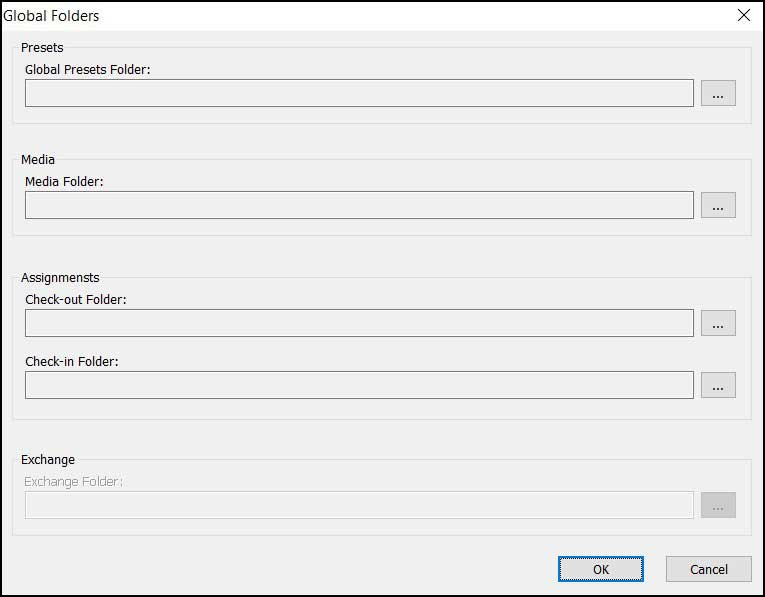 Global Folders
Presets
Global Presets Folder:
...
Media
Media Folder:
...
Assignmensts
Check-out Folder:
...
Check-in Folder:
...
Exchange
Exchange Folder:
...
OK Cancel